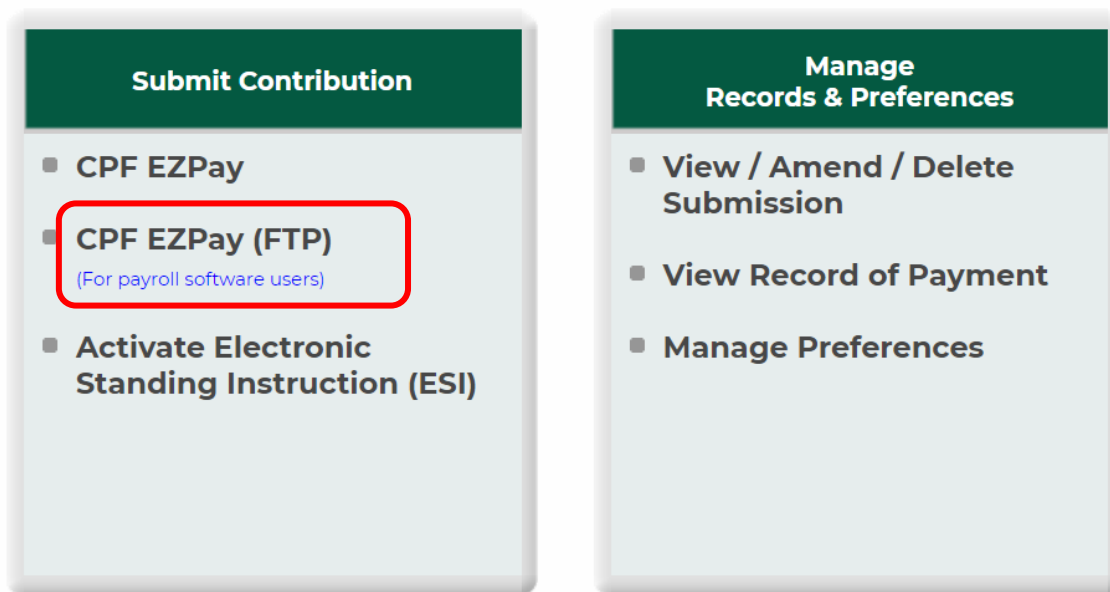 Submit Contribution
CPF EZPay
CPF EZPay (FTP)
(For payroll software users)
Activate Electronic
Standing Instruction (ESI)
Manage
Records & Preferences
View / Amend / Delete
Submission
View Record of Payment
Manage Preferences